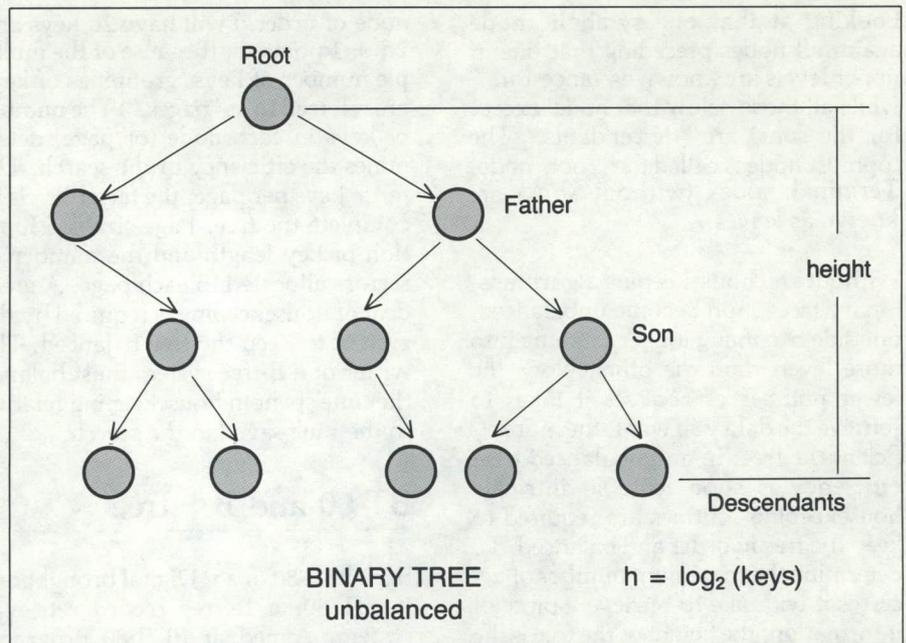 Root
Father
height
Son
Descendants
BINARY TREE
unbalanced
h = log₂ (keys)